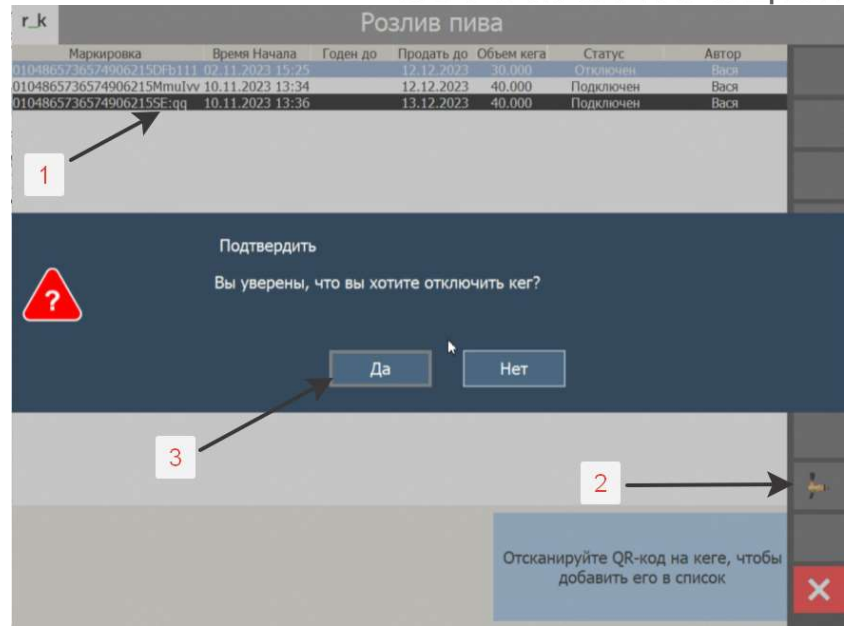 r_k Розлив пива
Маркировка Время Начала Годен до Продать до Объем кега Статус Автор
0104865736574906215DFb111 02.11.2023 15:25 12.12.2023 30.000 Отключен Вася
0104865736574906215MmuIvv 10.11.2023 13:34 12.12.2023 40.000 Подключен Вася
0104865736574906215SE:qq 10.11.2023 13:36 13.12.2023 40.000 Подключен Вася
1
Подтвердить
Вы уверены, что вы хотите отключить кег?
?
Да Нет
3
2
Отсканируйте QR-код на кеге, чтобы
добавить его в список